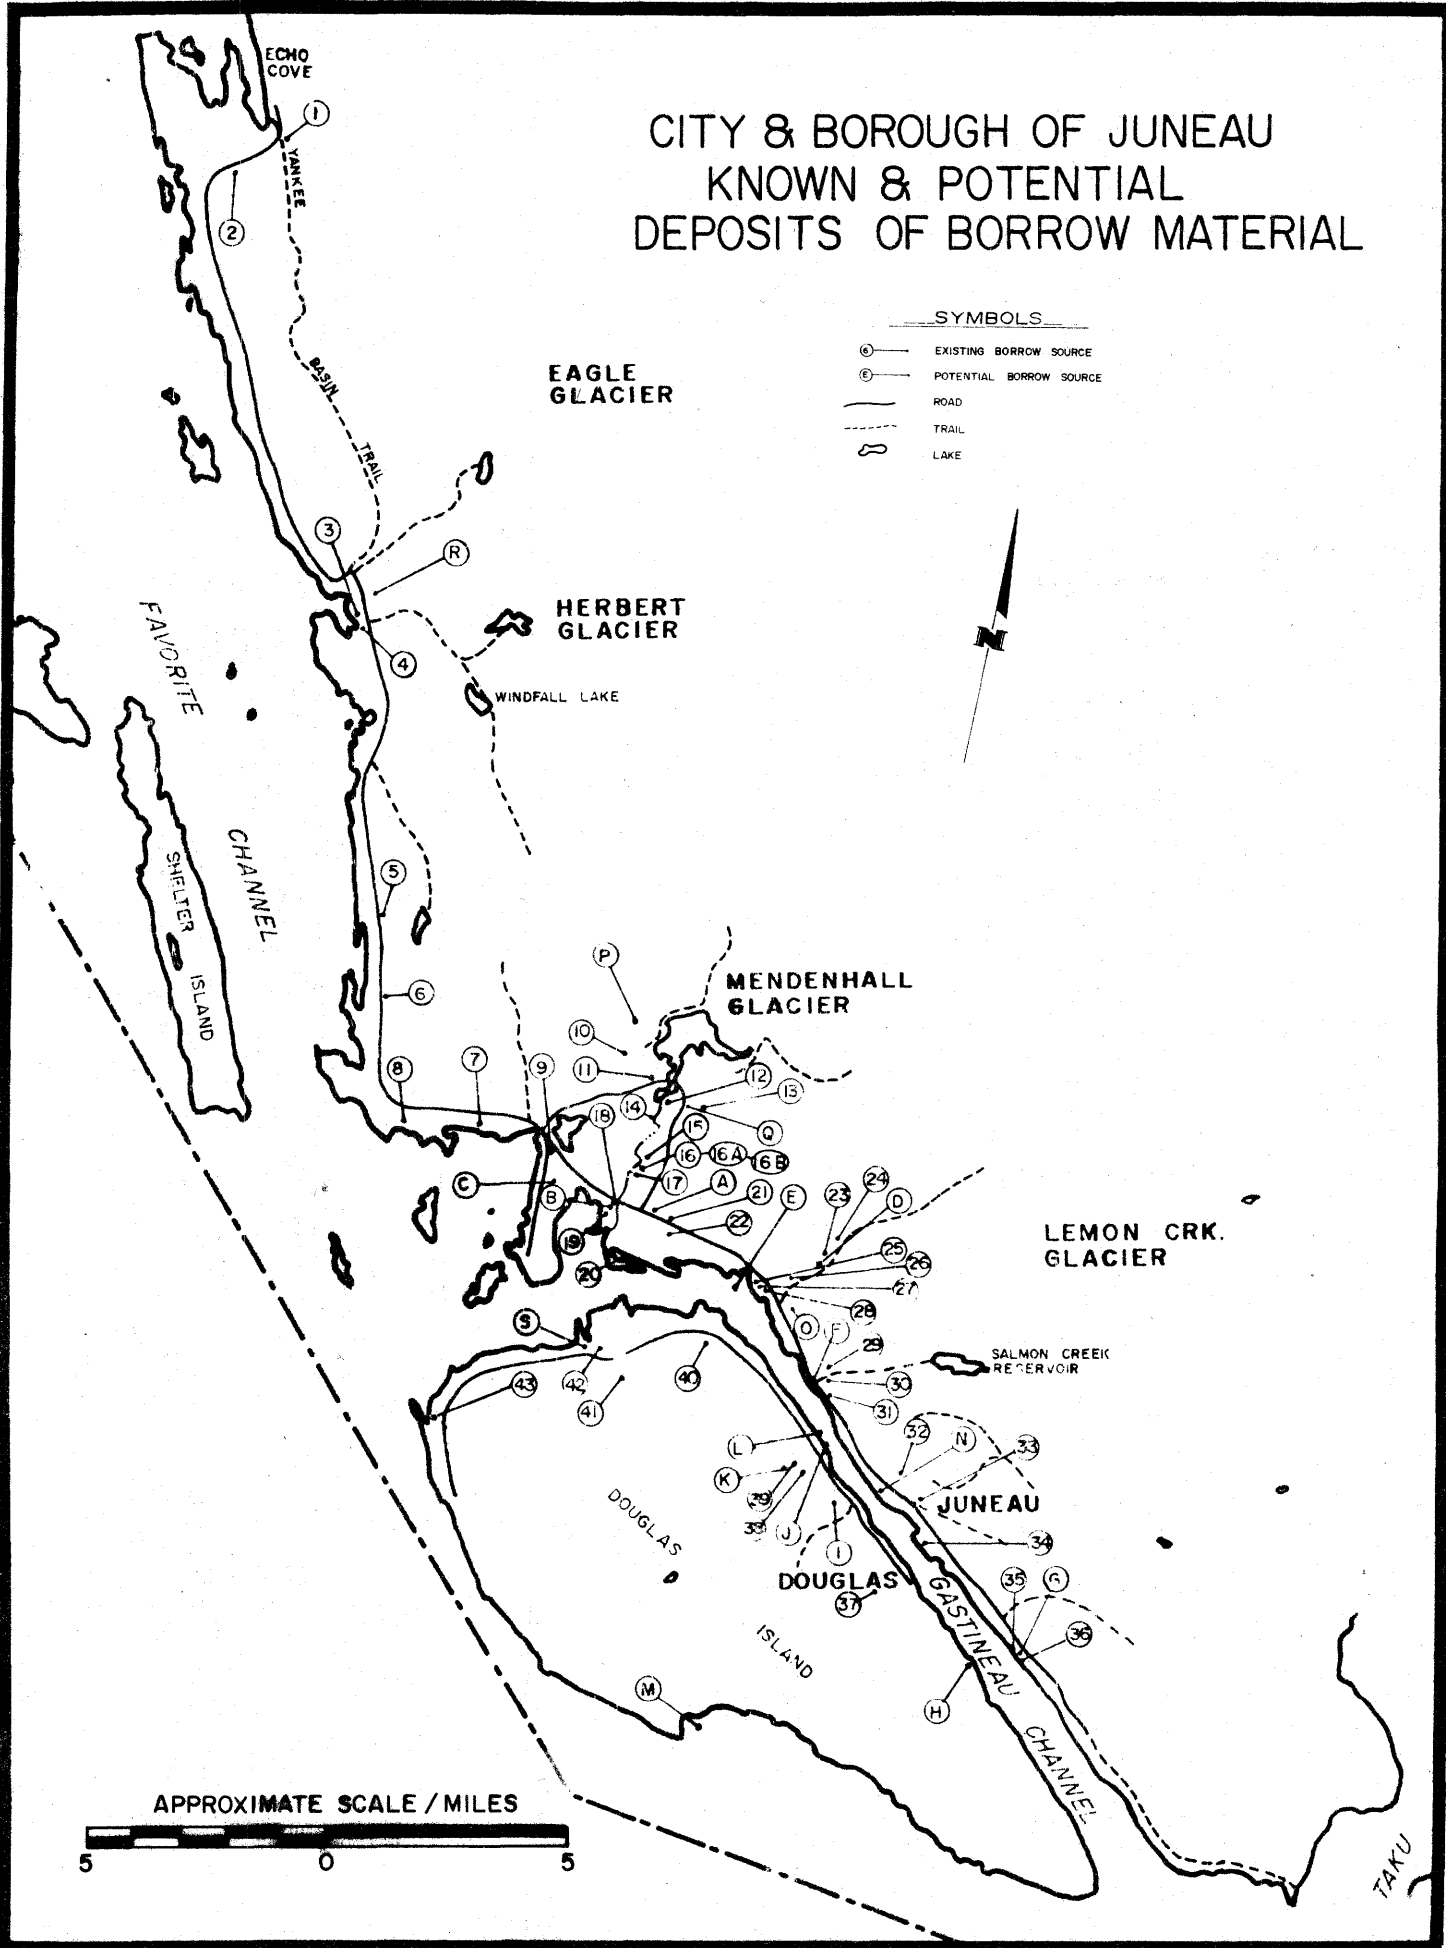 ECHO
COVE
1
CITY & BOROUGH OF JUNEAU
KNOWN & POTENTIAL
DEPOSITS OF BORROW MATERIAL
YANKEE
2
SYMBOLS
6 EXISTING BORROW SOURCE
E POTENTIAL BORROW SOURCE
ROAD
TRAIL
LAKE
BASIN
EAGLE
GLACIER
TRAIL
3
R
N
HERBERT
GLACIER
4
FAVORITE
WINDFALL LAKE
CHANNEL
SHELTER
ISLAND
5
6
P
MENDENHALL
GLACIER
10
7
8
9
11
12
13
14
18
15
Q
16
16A
16B
17
C
B
A
21
E
23
24
D
22
19
20
25
26
27
28
LEMON CRK.
GLACIER
S
O
F
29
SALMON CREEK
RESERVOIR
30
31
40
43
42
41
32
N
33
L
K
39
38
J
JUNEAU
DOUGLAS
I
34
DOUGLAS
35
G
37
36
ISLAND
GASTINEAU
CHANNEL
M
H
APPROXIMATE SCALE / MILES
5 0 5
TAKU